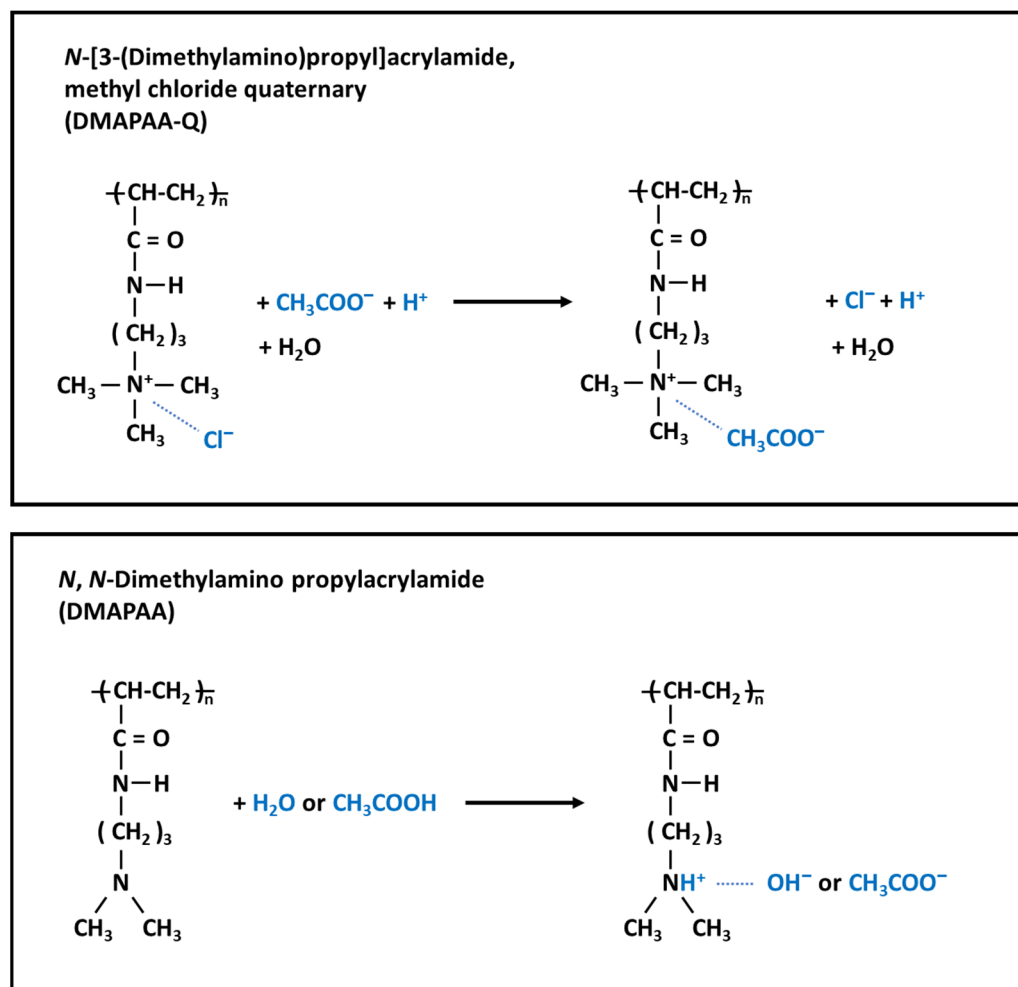 N-[3-(Dimethylamino)propyl]acrylamide,
methyl chloride quaternary
(DMAPAA-Q)
-(CH-CH₂)ₙ -(CH-CH₂)ₙ
C = O C = O
N—H N—H
+ CH₃COO⁻ + H⁺ + Cl⁻ + H⁺
(CH₂)₃ (CH₂)₃
+ H₂O + H₂O
CH₃—N⁺—CH₃ CH₃—N⁺—CH₃
CH₃ Cl⁻ CH₃ CH₃COO⁻
N, N-Dimethylamino propylacrylamide
(DMAPAA)
-(CH-CH₂)ₙ -(CH-CH₂)ₙ
C = O C = O
N—H N—H
+ H₂O or CH₃COOH
(CH₂)₃ (CH₂)₃
N NH⁺ OH⁻ or CH₃COO⁻
CH₃ CH₃ CH₃ CH₃